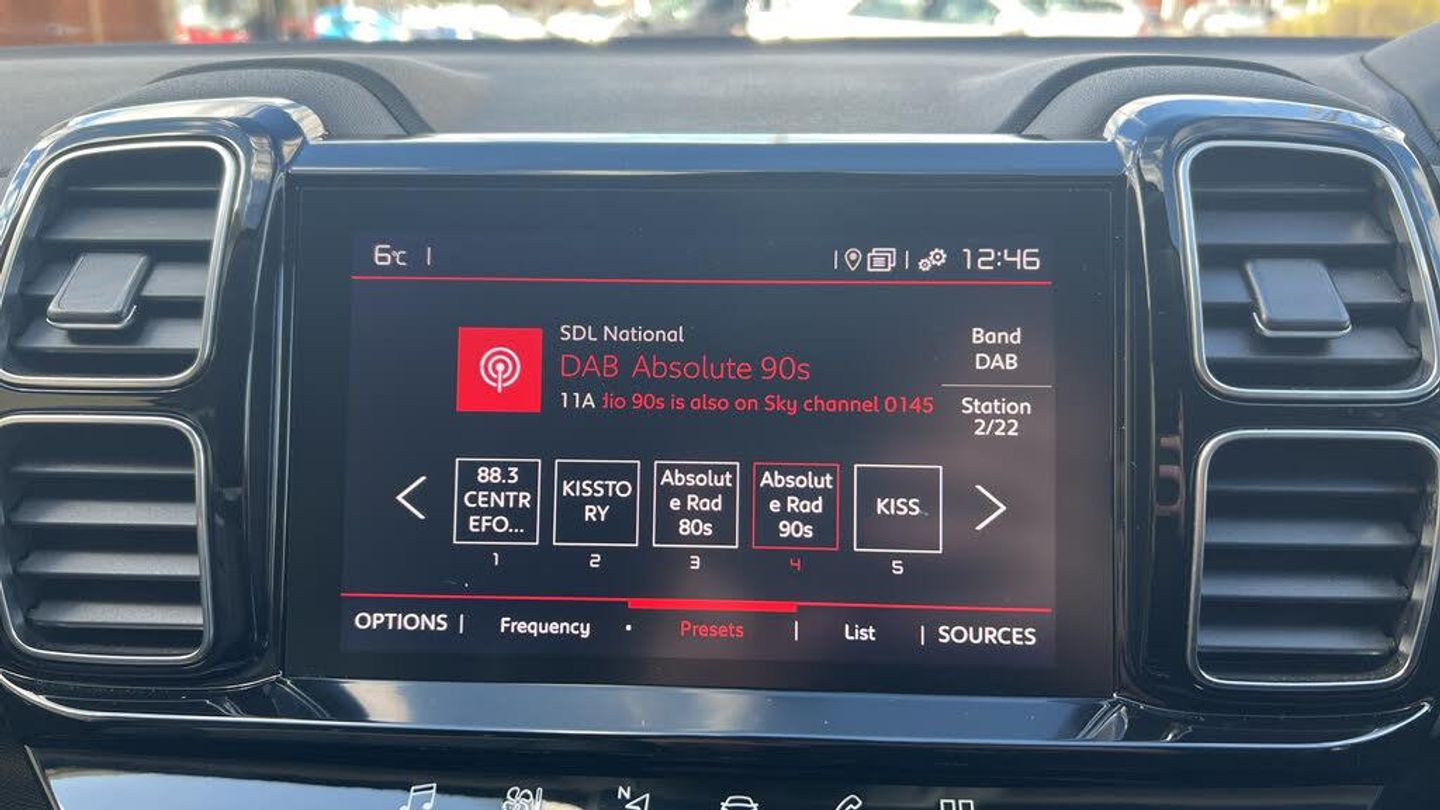 6°C
12:46
SDL National
DAB Absolute 90s
11A dio 90s is also on Sky channel 0145
Band
DAB
Station
2/22
88.3
CENTR
EFO...
KISSTO
RY
Absolut
e Rad
80s
Absolut
e Rad
90s
KISS
1
2
3
4
5
OPTIONS
Frequency
Presets
List
SOURCES
N